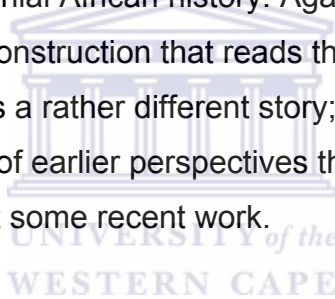 nial African history. Aga
onstruction that reads th
s a rather different story;
of earlier perspectives th
t some recent work.
UNIVERSITY of the
WESTERN CAPE